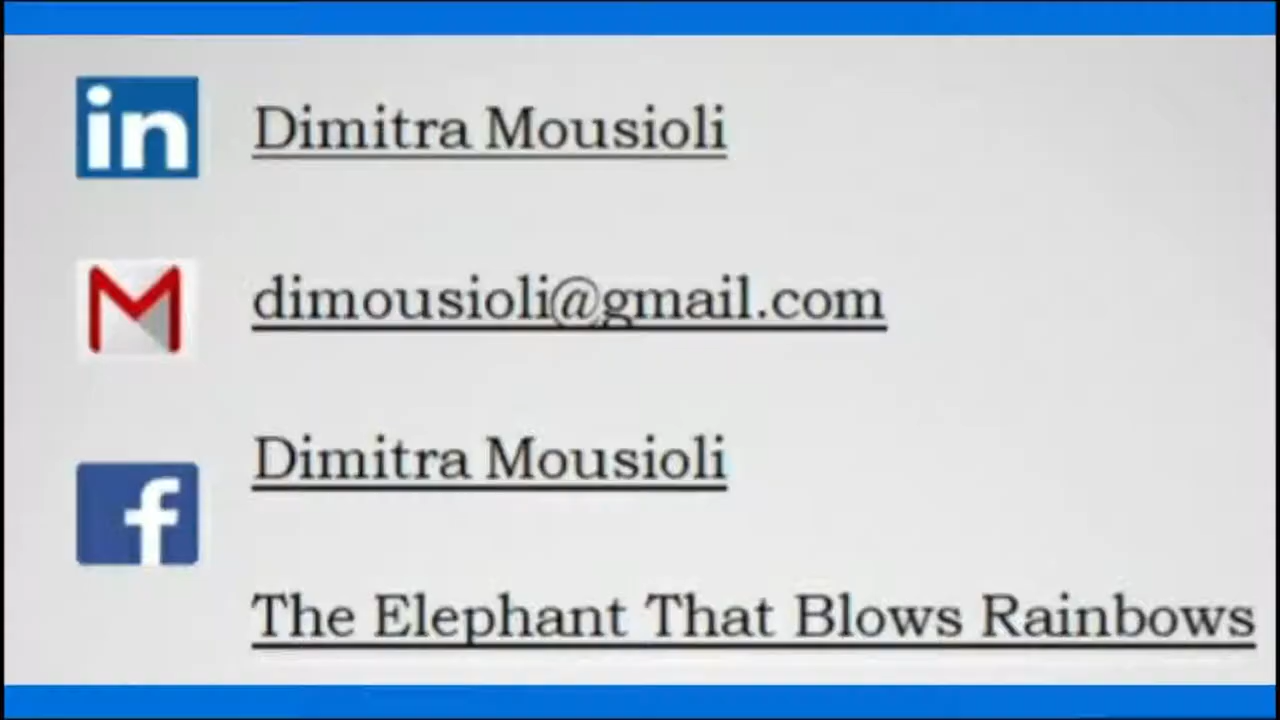 in Dimitra Mousioli
M dimousioli@gmail.com
Dimitra Mousioli
f
The Elephant That Blows Rainbows